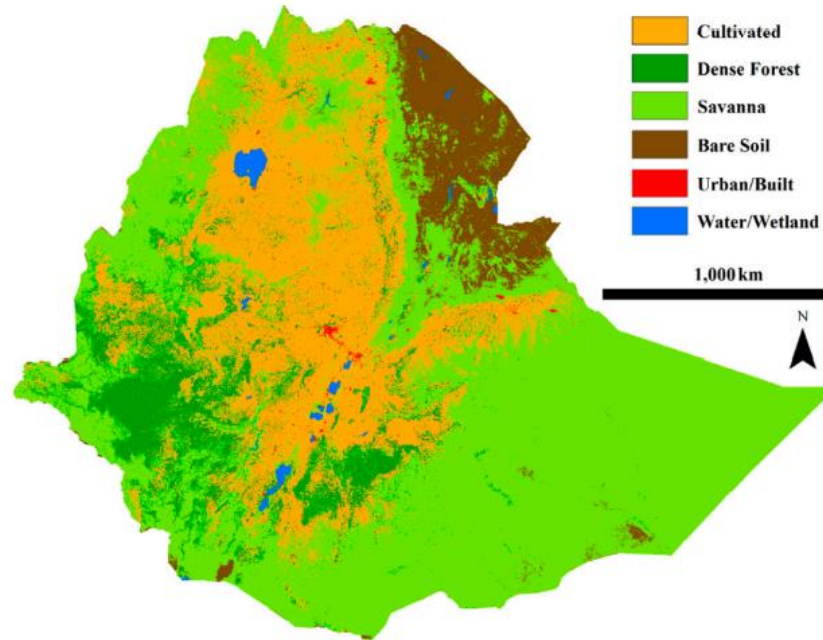 Cultivated
Dense Forest
Savanna
Bare Soil
Urban/Built
Water/Wetland
1,000 km
N